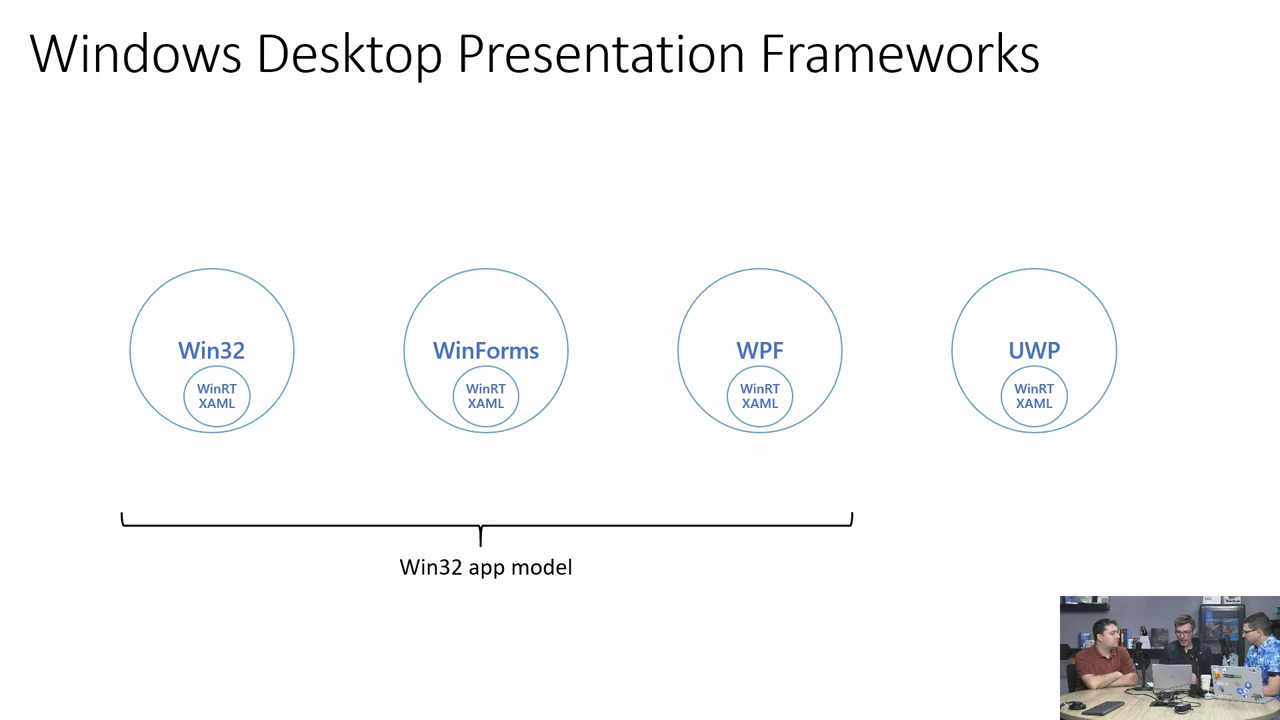 Windows Desktop Presentation Frameworks
Win32
WinRT
XAML
WinForms
WinRT
XAML
WPF
WinRT
XAML
UWP
WinRT
XAML
Win32 app model